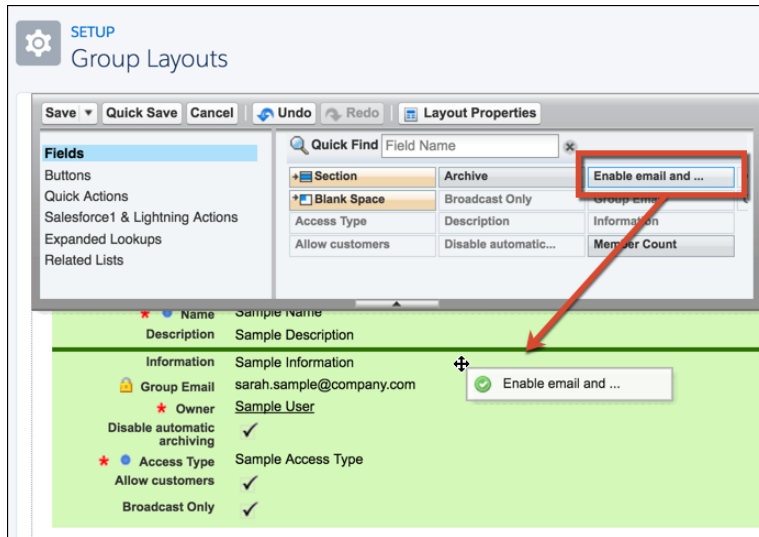 SETUP
Group Layouts
Save Quick Save Cancel Undo Redo Layout Properties
Fields
Buttons
Quick Actions
Salesforce1 & Lightning Actions
Expanded Lookups
Related Lists
Quick Find Field Name
Section Archive Enable email and ...
Blank Space Broadcast Only Group Email
Access Type Description Information
Allow customers Disable automatic... Member Count
* Name Sample Name
Description Sample Description
Information Sample Information
Group Email sarah.sample@company.com
* Owner Sample User
Disable automatic
archiving
* Access Type Sample Access Type
Allow customers
Broadcast Only
Enable email and ...